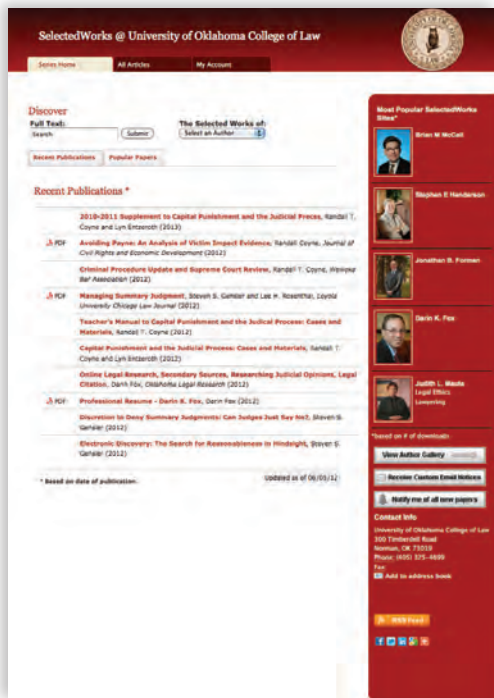 SelectedWorks @ University of Oklahoma College of Law
Series Home
All Articles
My Account
Discover
Full Text:
Search
Submit
The Selected Works of:
Select an Author
Recent Publications
Popular Papers
Recent Publications *
2010-2011 Supplement to Capital Punishment and the Judicial Proces, Randall T.
Coyne and Lyn Entzeroth (2013)
PDF
Avoiding Payne: An Analysis of Victim Impact Evidence, Randall Coyne, Journal of
Civil Rights and Economic Development (2012)
Criminal Procedure Update and Supreme Court Review, Randall T. Coyne,
Bar Association (2012)
PDF
Managing Summary Judgment, Steven S. Gensler and Lee H. Rosenthal, Loyola
University Chicago Law Journal (2012)
Teacher's Manual to Capital Punishment and the Judical Process: Cases and
Materials, Randall T. Coyne (2012)
Capital Punishment and the Judicial Process: Cases and Materials, Randall T.
Coyne and Lyn Entzeroth (2012)
Online Legal Research, Secondary Sources, Researching Judicial Opinions, Legal
Citation, Darin Fox, Oklahoma Legal Research (2012)
PDF
Professional Resume - Darin K. Fox, Darin Fox (2012)
Discretion to Deny Summary Judgments: Can Judges Just Say No?, Steven S.
Gensler (2012)
Electronic Discovery: The Search for Reasonableness in Hindsight, Steven S.
Gensler (2012)
* Based on date of publication.
Updated as of 06/03/12
Most Popular SelectedWorks
Sites*
Brian M McCall
Stephen E Henderson
Jonathan B. Forman
Darin K. Fox
Judith L. Maute
Legal Ethics
Lawyering
*based on # of downloads
View Author Gallery
Receive Custom Email Notices
Notify me of all new papers
Contact Info
University of Oklahoma College of Law
300 Timberdell Road
Norman, OK 73019
Phone: (405) 325-4699
Fax:
Add to address book
RSS Feed